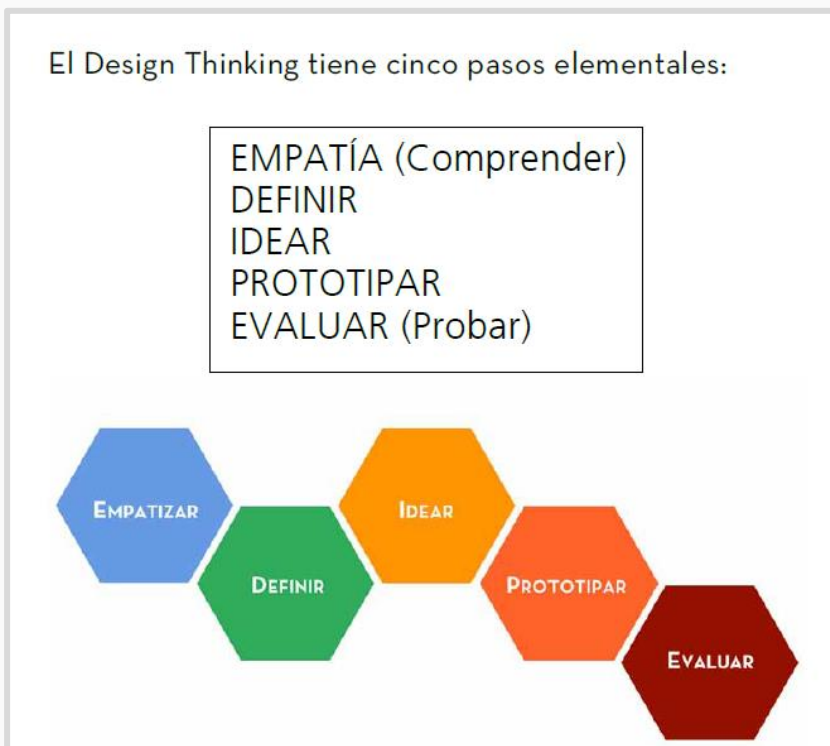 El Design Thinking tiene cinco pasos elementales:
EMPATÍA (Comprender)
DEFINIR
IDEAR
PROTOTIPAR
EVALUAR (Probar)
EMPATIZAR
DEFINIR
IDEAR
PROTOTIPAR
EVALUAR